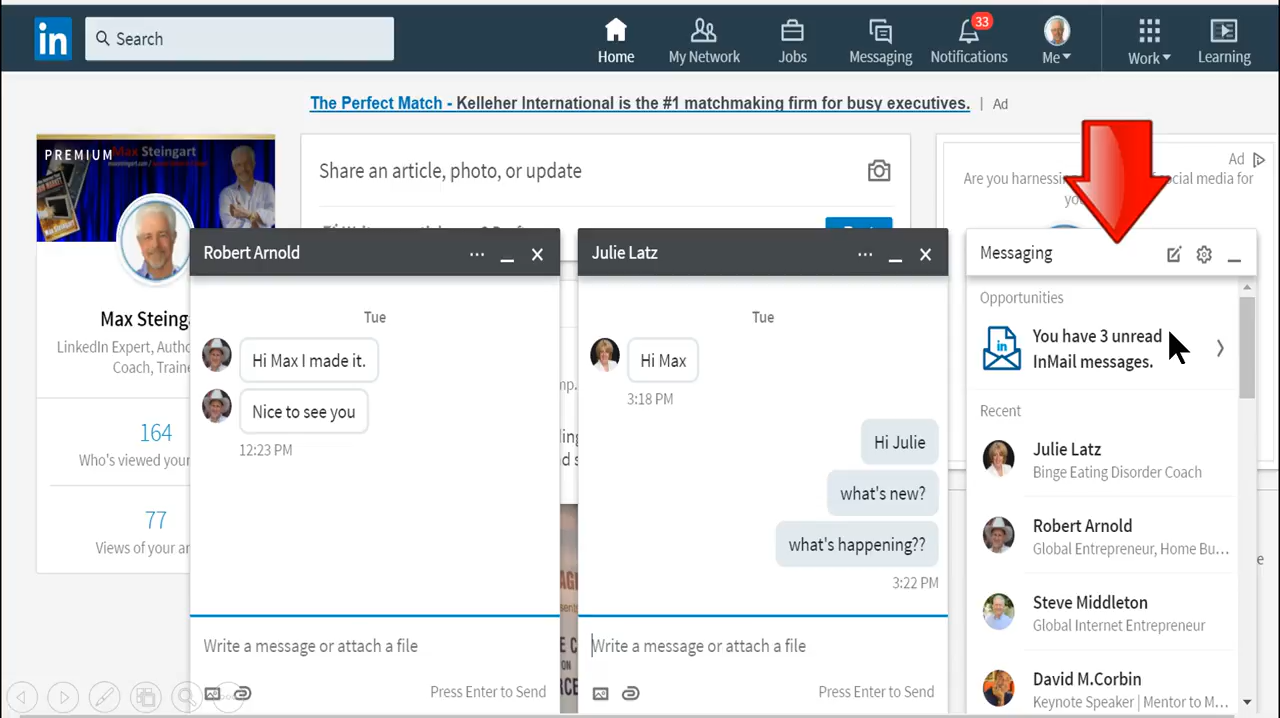 in
Search
Home
My Network
Jobs
Messaging
33
Notifications
Me
Work
Learning
The Perfect Match - Kelleher International is the #1 matchmaking firm for busy executives. | Ad
PREMIUM
Max Steingart
Max Steing
LinkedIn Expert, Autho
Coach, Traine
164
Who's viewed your
77
Views of your ar
Share an article, photo, or update
Robert Arnold
Tue
Hi Max I made it.
Nice to see you
12:23 PM
Write a message or attach a file
Press Enter to Send
Julie Latz
Tue
Hi Max
3:18 PM
Hi Julie
what's new?
what's happening??
3:22 PM
Write a message or attach a file
Press Enter to Send
Ad
Are you harnessi
ocial media for
Messaging
Opportunities
in
You have 3 unread
InMail messages.
Recent
Julie Latz
Binge Eating Disorder Coach
Robert Arnold
Global Entrepreneur, Home Bu...
Steve Middleton
Global Internet Entrepreneur
David M.Corbin
Keynote Speaker | Mentor to M...